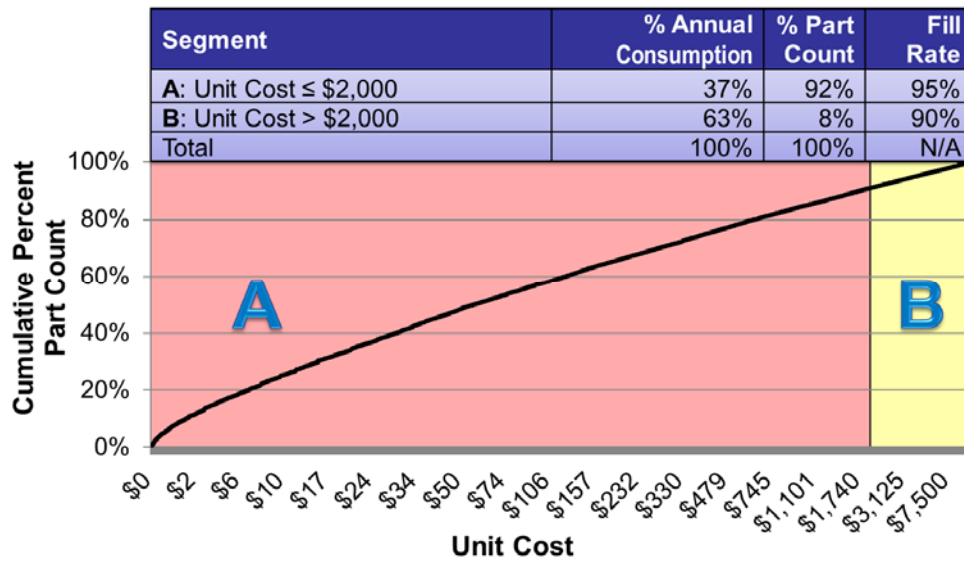 Segment % Annual Consumption % Part Count Fill Rate
A: Unit Cost ≤ $2,000 37% 92% 95%
B: Unit Cost > $2,000 63% 8% 90%
Total 100% 100% N/A
Cumulative Percent
Part Count
100%
80%
60%
40%
20%
0%
A
B
$0 $2 $6 $10 $17 $24 $34 $50 $74 $106 $157 $232 $330 $479 $745 $1,101 $1,740 $3,125 $7,500
Unit Cost